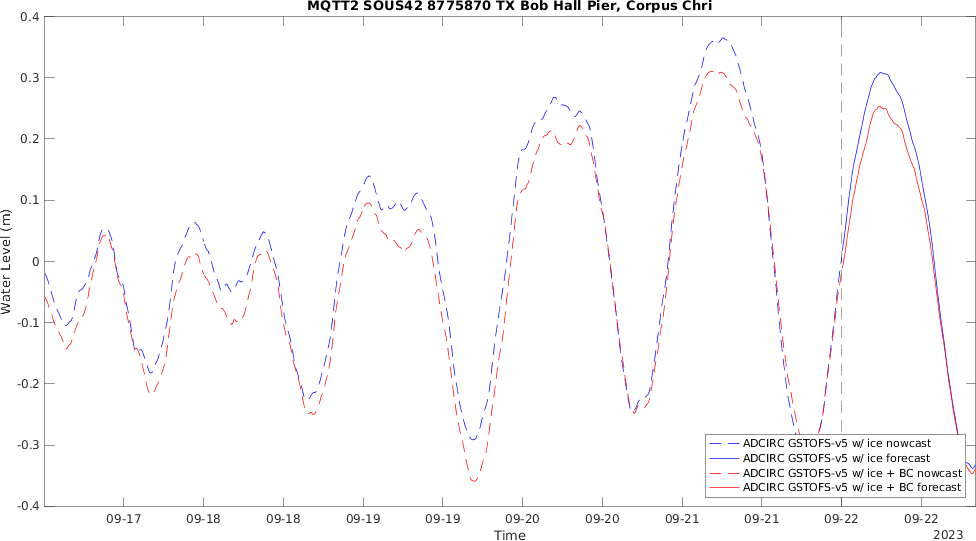 MQTT2 SOUS42 8775870 TX Bob Hall Pier, Corpus Chri
0.4
0.3
0.2
0.1
0
-0.1
-0.2
-0.3
-0.4
Water Level (m)
ADCIRC GSTOFS-v5 w/ ice nowcast
ADCIRC GSTOFS-v5 w/ ice forecast
ADCIRC GSTOFS-v5 w/ ice + BC nowcast
ADCIRC GSTOFS-v5 w/ ice + BC forecast
09-17 09-18 09-18 09-19 09-19 09-20 09-20 09-21 09-21 09-22 09-22
Time
2023